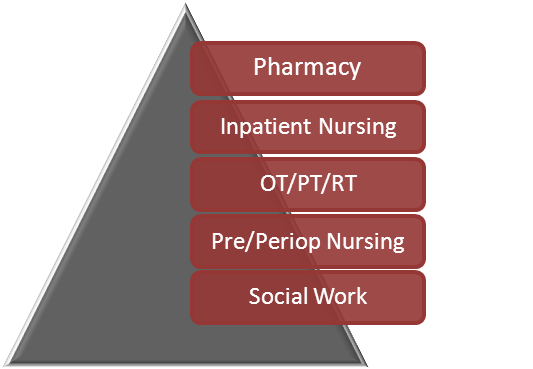 Pharmacy
Inpatient Nursing
OT/PT/RT
Pre/Periop Nursing
Social Work